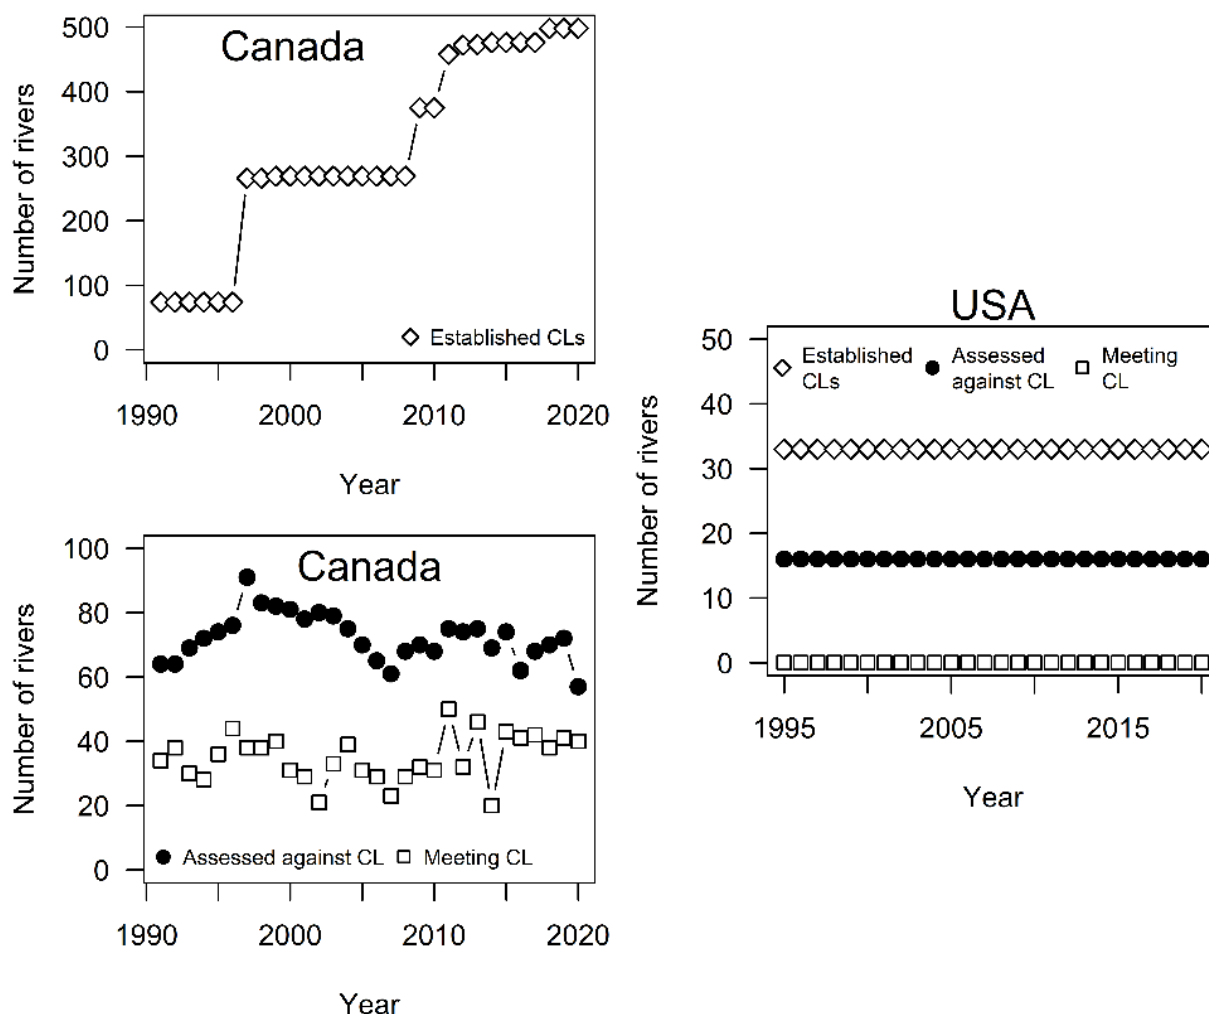 Canada
Number of rivers
500
400
300
200
100
0
Established CLs
1990 2000 2010 2020
Year
Canada
Number of rivers
100
80
60
40
20
0
Assessed against CL Meeting CL
1990 2000 2010 2020
Year
USA
Number of rivers
50
40
30
20
10
0
Established CLs
Assessed against CL
Meeting CL
1995 2005 2015
Year